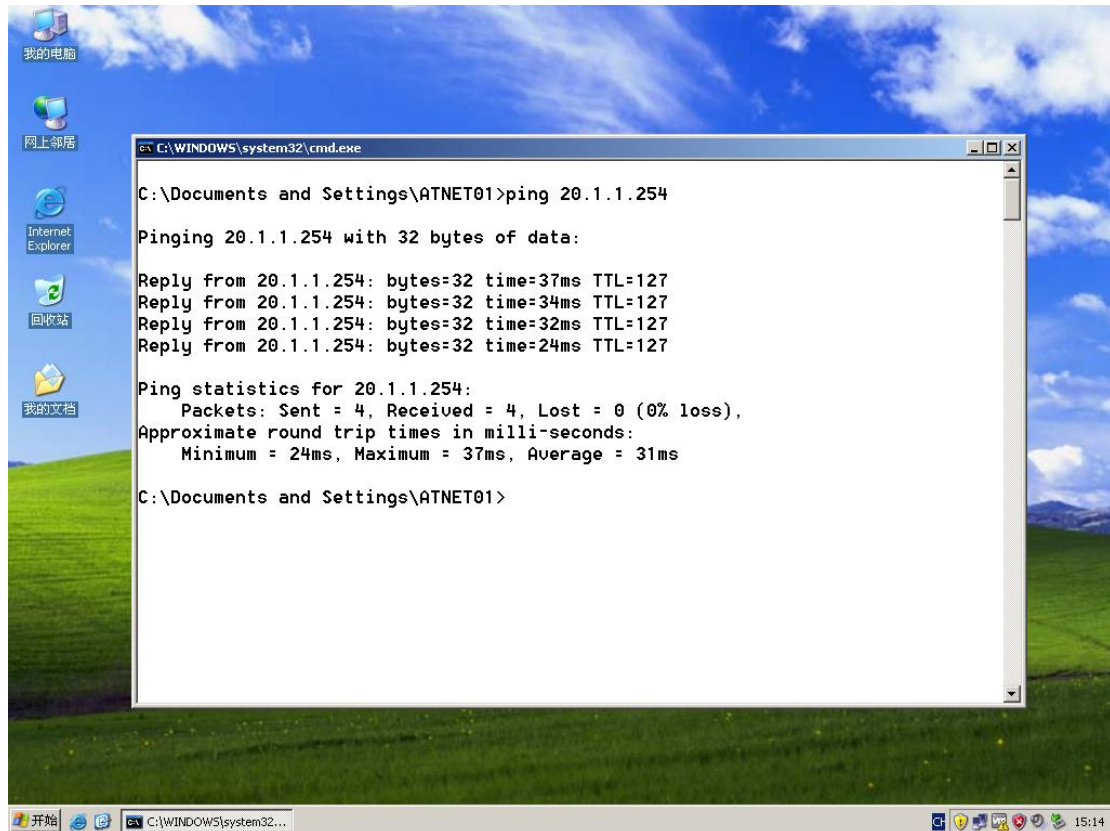 我的电脑
网上邻居
Internet
Explorer
回收站
我的文档
C:\WINDOWS\system32\cmd.exe
C:\Documents and Settings\ATNET01>ping 20.1.1.254
Pinging 20.1.1.254 with 32 bytes of data:
Reply from 20.1.1.254: bytes=32 time=37ms TTL=127
Reply from 20.1.1.254: bytes=32 time=34ms TTL=127
Reply from 20.1.1.254: bytes=32 time=32ms TTL=127
Reply from 20.1.1.254: bytes=32 time=24ms TTL=127
Ping statistics for 20.1.1.254:
Packets: Sent = 4, Received = 4, Lost = 0 (0% loss),
Approximate round trip times in milli-seconds:
Minimum = 24ms, Maximum = 37ms, Average = 31ms
C:\Documents and Settings\ATNET01>
开始
C:\WINDOWS\system32...
CH
15:14